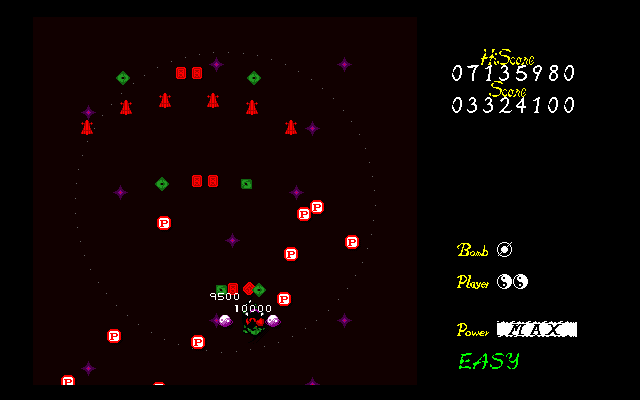 HiScore
07135980
Score
03324100
P
P
P
P
P
Bomb
Player
P
9500
10000
Power MAX
P
P
EASY
P